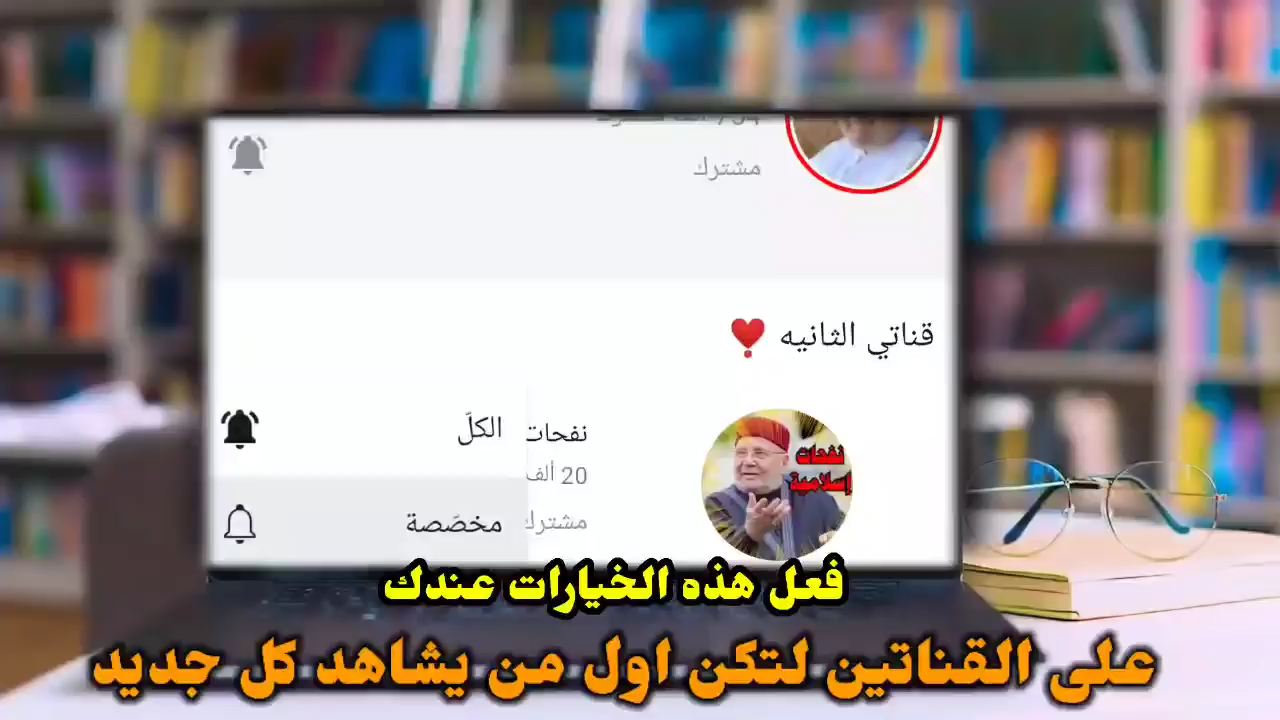 مشترك
قناتي الثانيه ❣
الكلّ
نفحات
20 ألف
مخصّصة
مشترك
نفحات
إسلامية
فعل هذه الخيارات عندك
على القناتين لتكن اول من يشاهد كل جديد